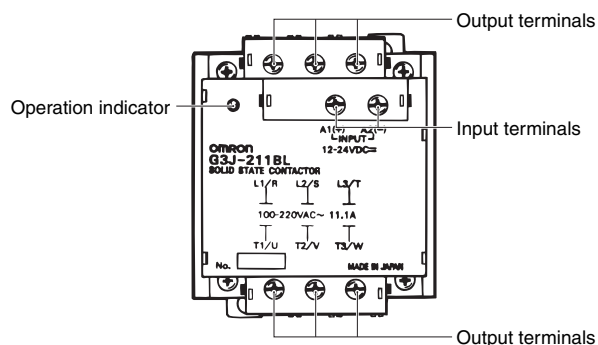 Output terminals
Operation indicator
Input terminals
A1(+) A2(−)
INPUT
12-24VDC⎓
OMRON
G3J-211BL
SOLID STATE CONTACTOR
L1/R L2/S L3/T
100-220VAC~ 11.1A
T1/U T2/V T3/W
No.
MADE IN JAPAN
Output terminals